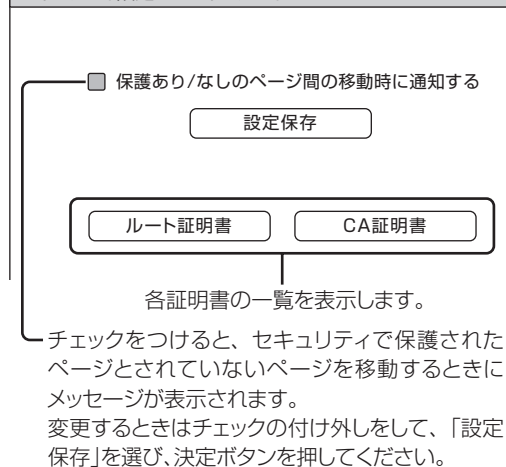 保護あり/なしのページ間の移動時に通知する
設定保存
ルート証明書
CA証明書
各証明書の一覧を表示します。
チェックをつけると、セキュリティで保護された
ページとされていないページを移動するときに
メッセージが表示されます。
変更するときはチェックの付け外しをして、「設定
保存」を選び、決定ボタンを押してください。